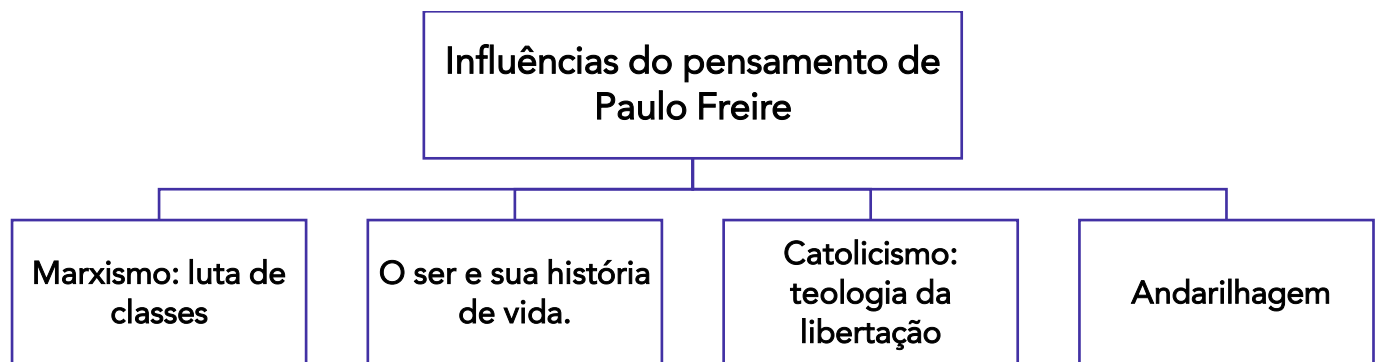 Influências do pensamento de
Paulo Freire
Marxismo: luta de
classes
O ser e sua história
de vida.
Catolicismo:
teologia da
libertação
Andarilhagem